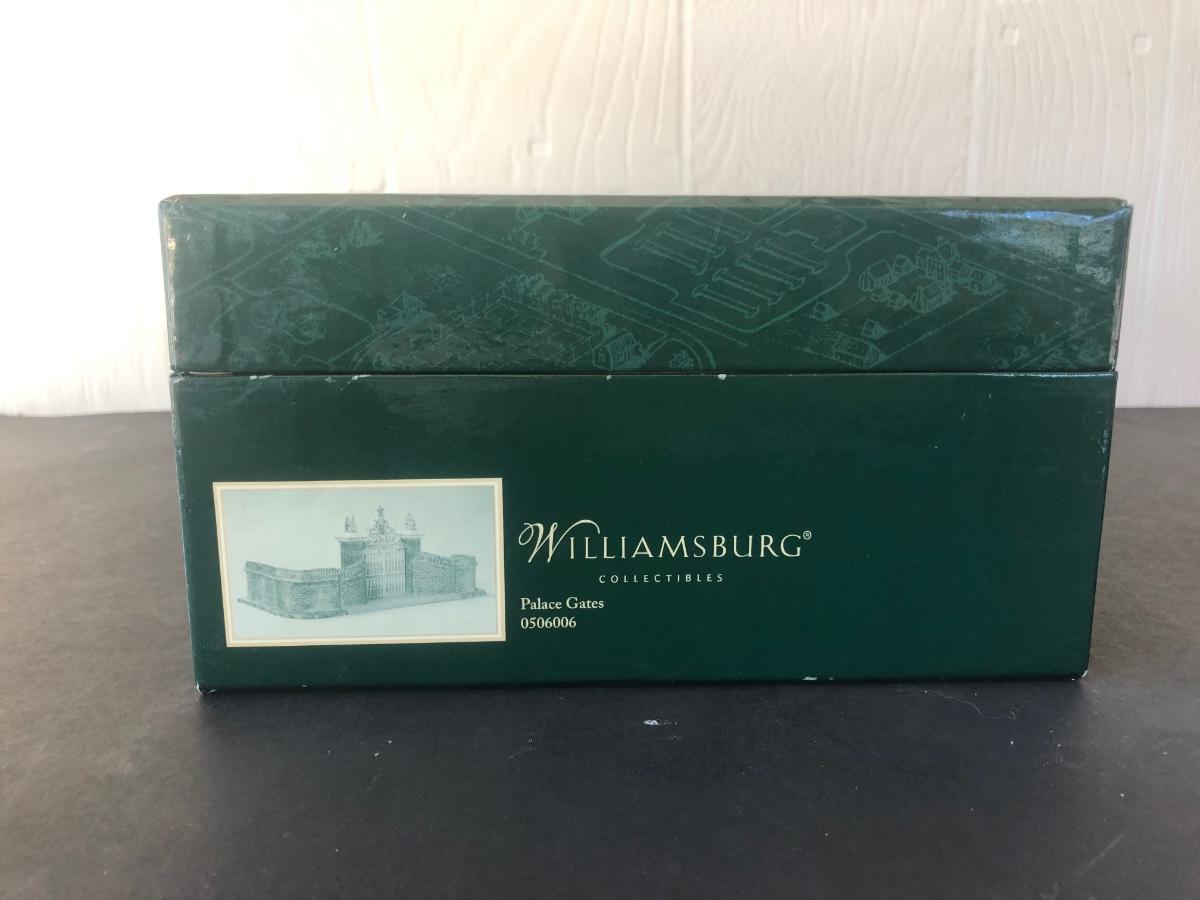 WILLIAMSBURG®
COLLECTIBLES
Palace Gates
0506006